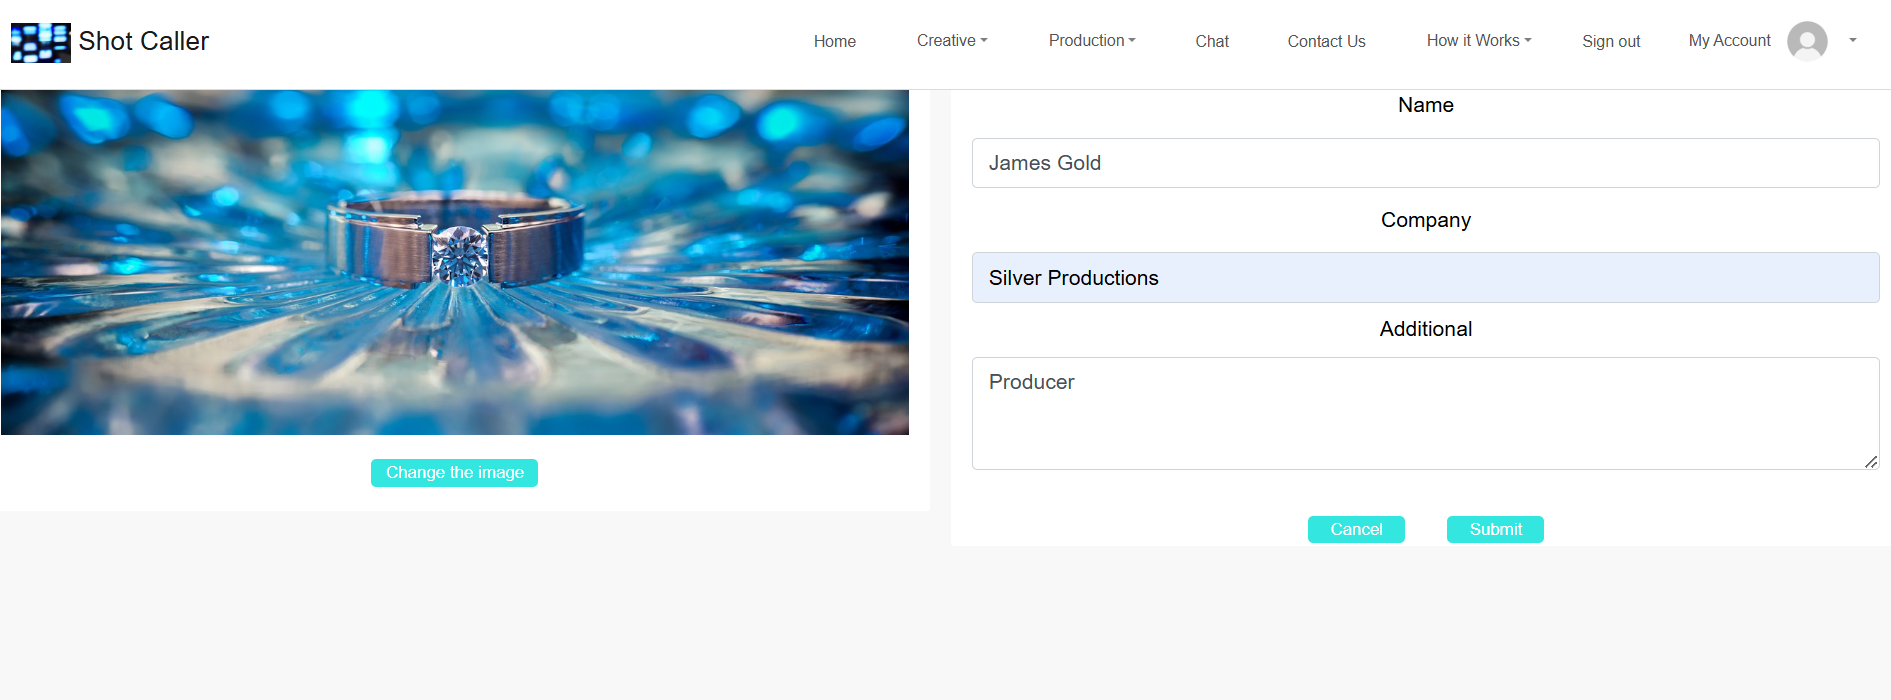 Shot Caller
Home
Creative
Production
Chat
Contact Us
How it Works
Sign out
My Account
Name
James Gold
Company
Silver Productions
Additional
Producer
Change the image
Cancel
Submit